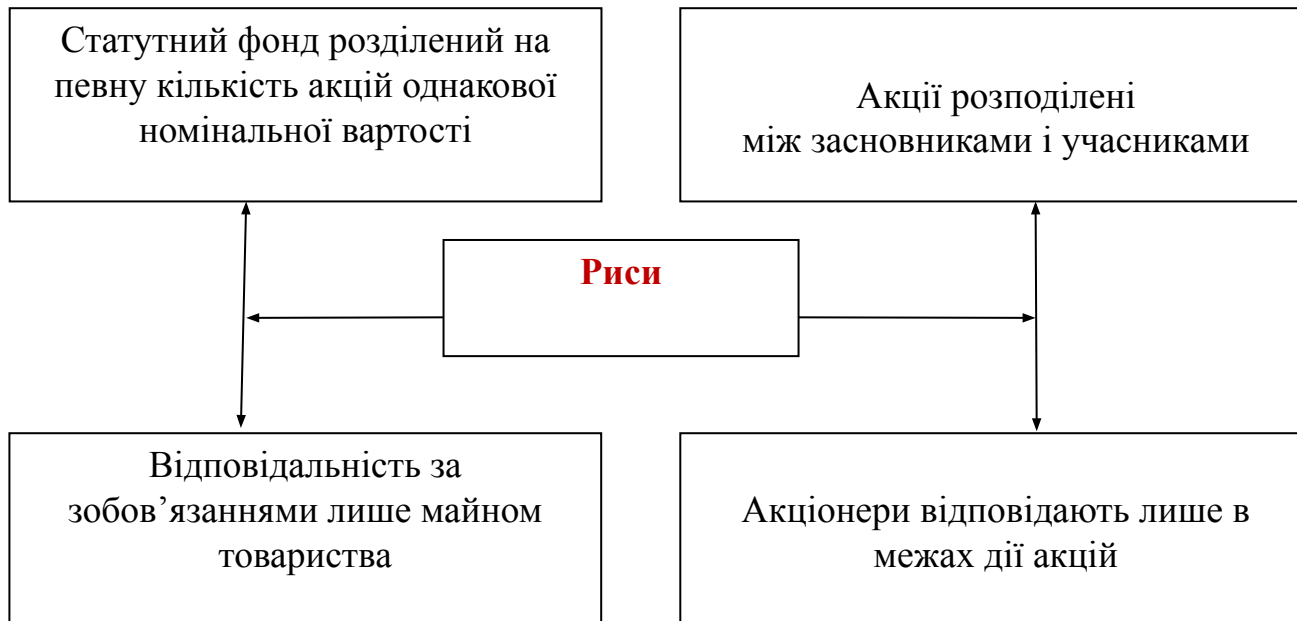 Статутний фонд розділений на
певну кількість акцій однакової
номінальної вартості
Акції розподілені
між засновниками і учасниками
Риси
Відповідальність за
зобов’язаннями лише майном
товариства
Акціонери відповідають лише в
межах дії акцій